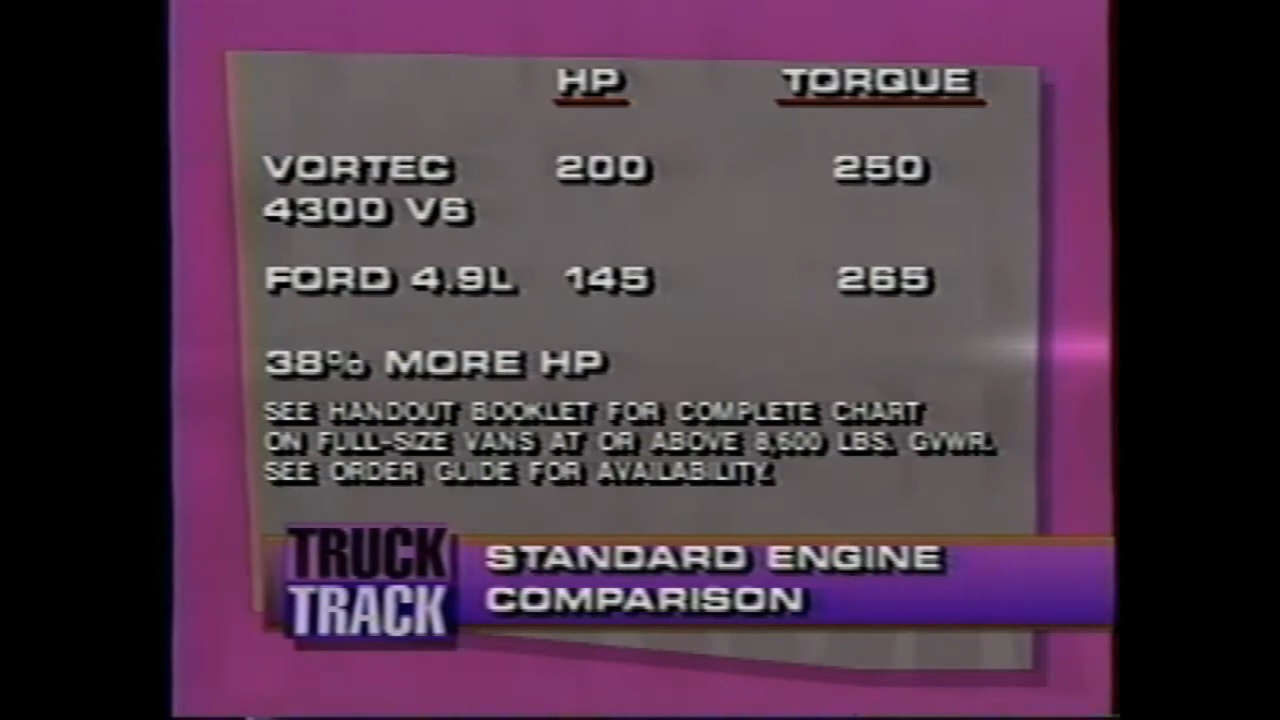 HP TORQUE
VORTEC 200 250
4300 V6
FORD 4.9L 145 265
38% MORE HP
SEE HANDOUT BOOKLET FOR COMPLETE CHART
ON FULL-SIZE VANS AT OR ABOVE 8,600 LBS. GVWR.
SEE ORDER GUIDE FOR AVAILABILITY.
TRUCK
TRACK
STANDARD ENGINE
COMPARISON